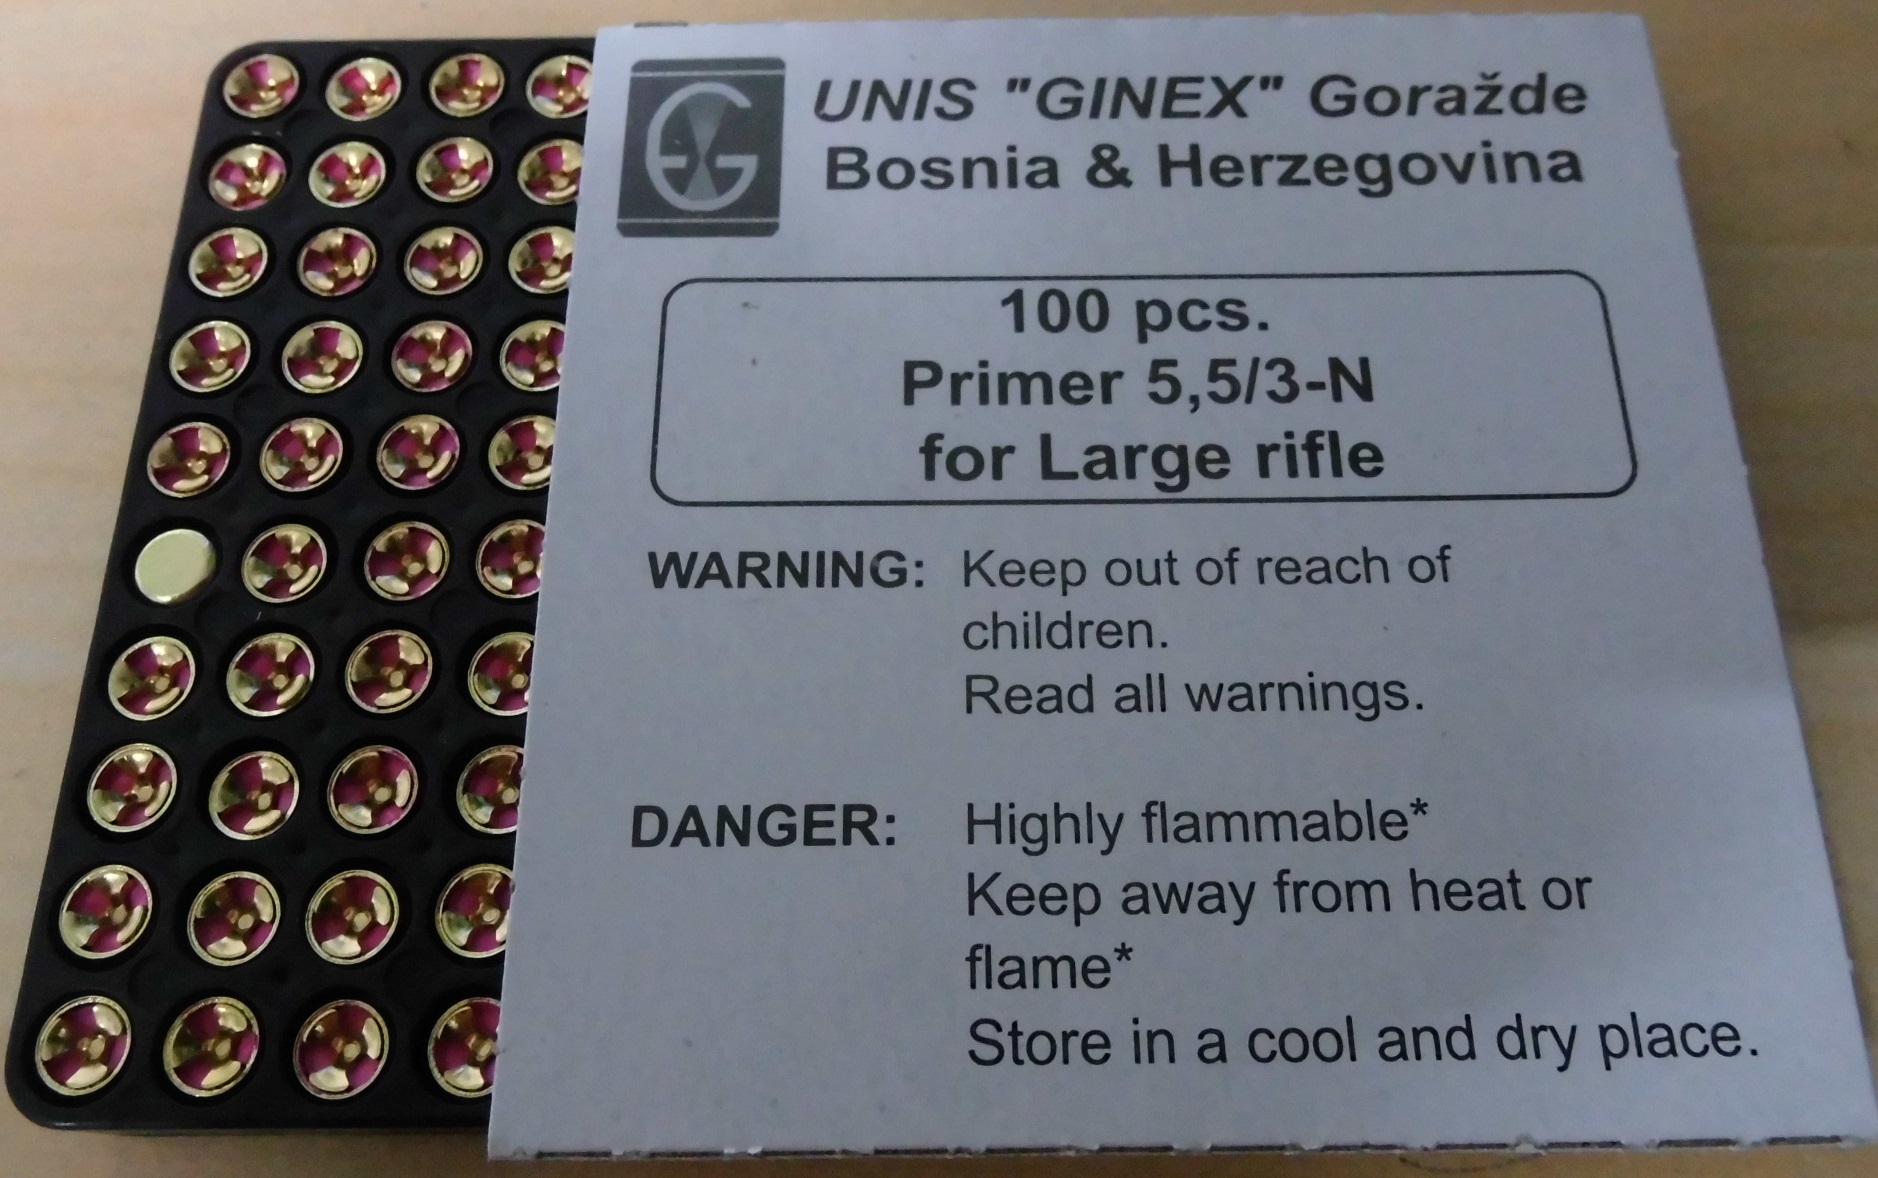 UNIS "GINEX" Goražde
Bosnia & Herzegovina
100 pcs.
Primer 5,5/3-N
for Large rifle
WARNING: Keep out of reach of
children.
Read all warnings.
DANGER: Highly flammable*
Keep away from heat or
flame*
Store in a cool and dry place.